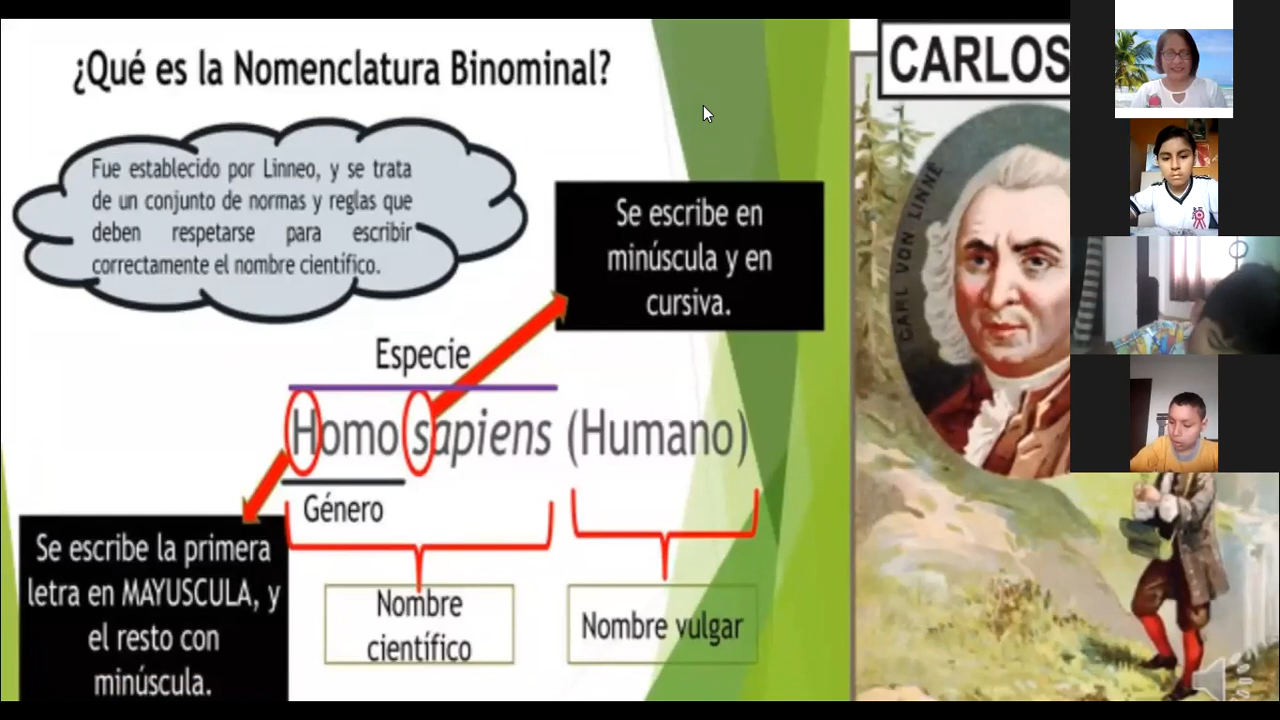 ¿Qué es la Nomenclatura Binominal?
CARLOS
Fue establecido por Linneo, y se trata
de un conjunto de normas y reglas que
deben respetarse para escribir
correctamente el nombre científico.
Se escribe en
minúscula y en
cursiva.
CARL VON LINNÉ
Especie
Homo sapiens (Humano)
Género
Se escribe la primera
letra en MAYUSCULA, y
el resto con
minúscula.
Nombre
científico
Nombre vulgar